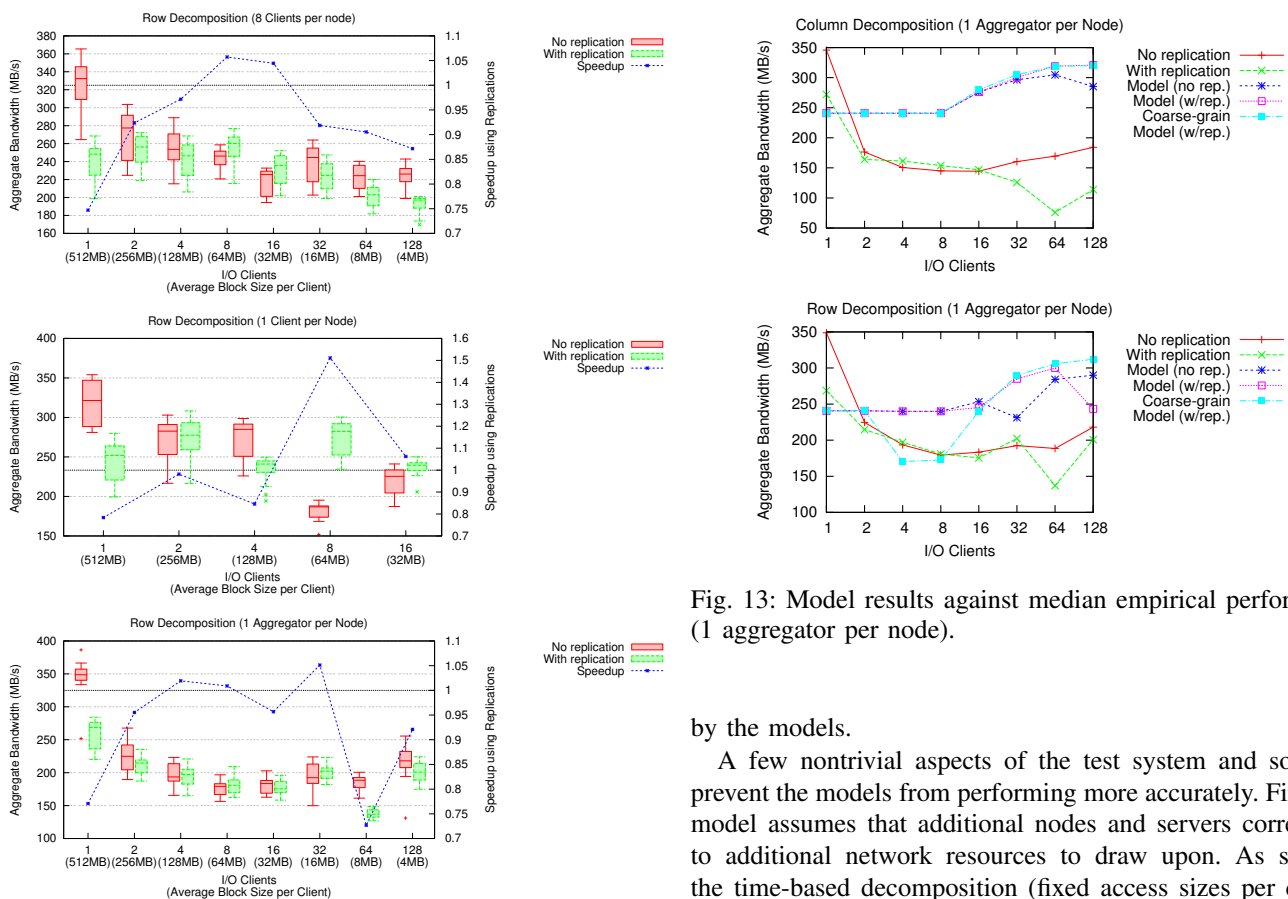 Row Decomposition (8 Clients per node)
Aggregate Bandwidth (MB/s)
380
360
340
320
300
280
260
240
220
200
180
160
1.1
1.05
1
0.95
0.9
0.85
0.8
0.75
0.7
Speedup using Replications
No replication
With replication
Speedup
1 2 4 8 16 32 64 128
(512MB) (256MB) (128MB) (64MB) (32MB) (16MB) (8MB) (4MB)
I/O Clients
(Average Block Size per Client)
Row Decomposition (1 Client per Node)
Aggregate Bandwidth (MB/s)
400
350
300
250
200
150
1.6
1.5
1.4
1.3
1.2
1.1
1
0.9
0.8
0.7
Speedup using Replications
No replication
With replication
Speedup
1 2 4 8 16
(512MB) (256MB) (128MB) (64MB) (32MB)
I/O Clients
(Average Block Size per Client)
Row Decomposition (1 Aggregator per Node)
Aggregate Bandwidth (MB/s)
400
350
300
250
200
150
100
1.1
1.05
1
0.95
0.9
0.85
0.8
0.75
0.7
Speedup using Replications
No replication
With replication
Speedup
1 2 4 8 16 32 64 128
(512MB) (256MB) (128MB) (64MB) (32MB) (16MB) (8MB) (4MB)
I/O Clients
(Average Block Size per Client)
Column Decomposition (1 Aggregator per Node)
Aggregate Bandwidth (MB/s)
350
300
250
200
150
100
50
1 2 4 8 16 32 64 128
I/O Clients
No replication
With replication
Model (no rep.)
Model (w/rep.)
Coarse-grain
Model (w/rep.)
Row Decomposition (1 Aggregator per Node)
Aggregate Bandwidth (MB/s)
350
300
250
200
150
100
1 2 4 8 16 32 64 128
I/O Clients
No replication
With replication
Model (no rep.)
Model (w/rep.)
Coarse-grain
Model (w/rep.)
Fig. 13: Model results against median empirical perfor
(1 aggregator per node).
by the models.
A few nontrivial aspects of the test system and so
prevent the models from performing more accurately. Fi
model assumes that additional nodes and servers corre
to additional network resources to draw upon. As s
the time-based decomposition (fixed access sizes per